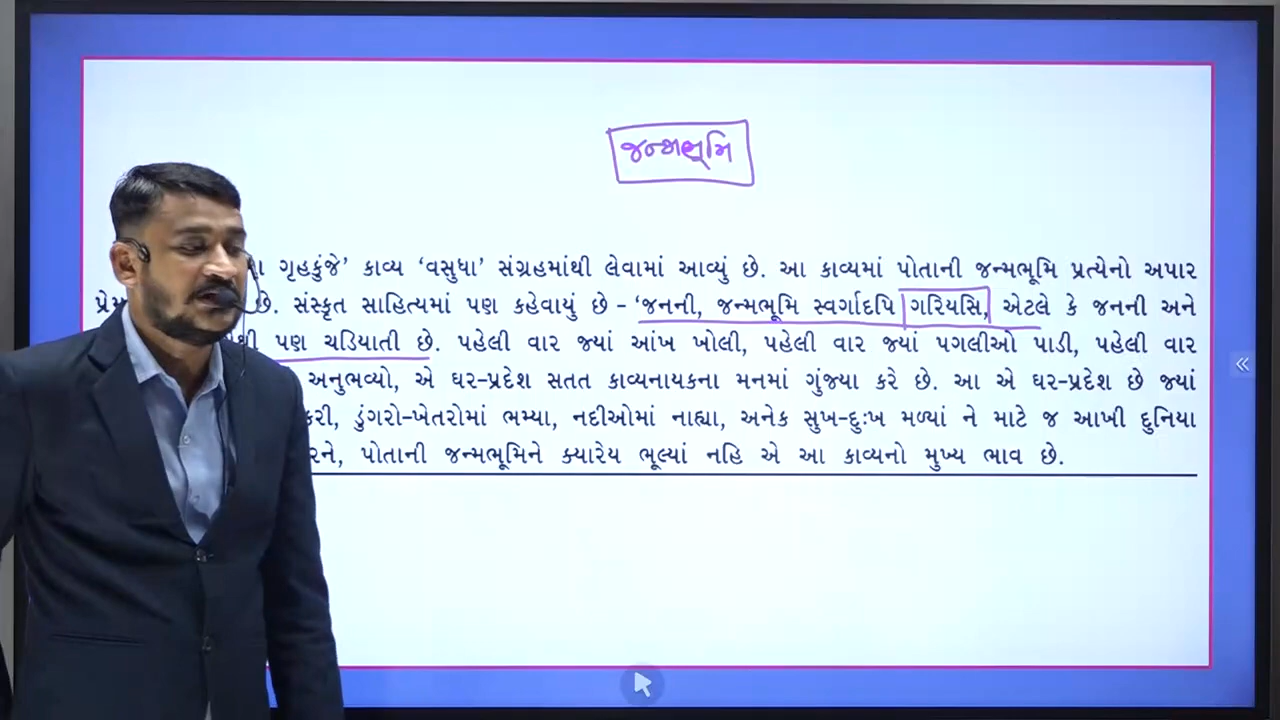 જન્મભૂમિ
ગૃહકુંજે’ કાવ્ય ‘વસુધા’ સંગ્રહમાંથી લેવામાં આવ્યું છે. આ કાવ્યમાં પોતાની જન્મભૂમિ પ્રત્યેનો અપાર
છે. સંસ્કૃત સાહિત્યમાં પણ કહેવાયું છે – ‘જનની, જન્મભૂમિ સ્વર્ગાદપિ ગરિયસિ, એટલે કે જનની અને
પણ ચડિયાતી છે. પહેલી વાર જ્યાં આંખ ખોલી, પહેલી વાર જ્યાં પગલીઓ પાડી, પહેલી વાર
અનુભવ્યો, એ ઘર-પ્રદેશ સતત કાવ્યનાયકના મનમાં ગુંજ્યા કરે છે. આ એ ઘર-પ્રદેશ છે જ્યાં
ડુંગરો-ખેતરોમાં ભમ્યા, નદીઓમાં નાહ્યા, અનેક સુખ-દુઃખ મળ્યાં ને માટે જ આખી દુનિયા
પોતાની જન્મભૂમિને ક્યારેય ભૂલ્યાં નહિ એ આ કાવ્યનો મુખ્ય ભાવ છે.